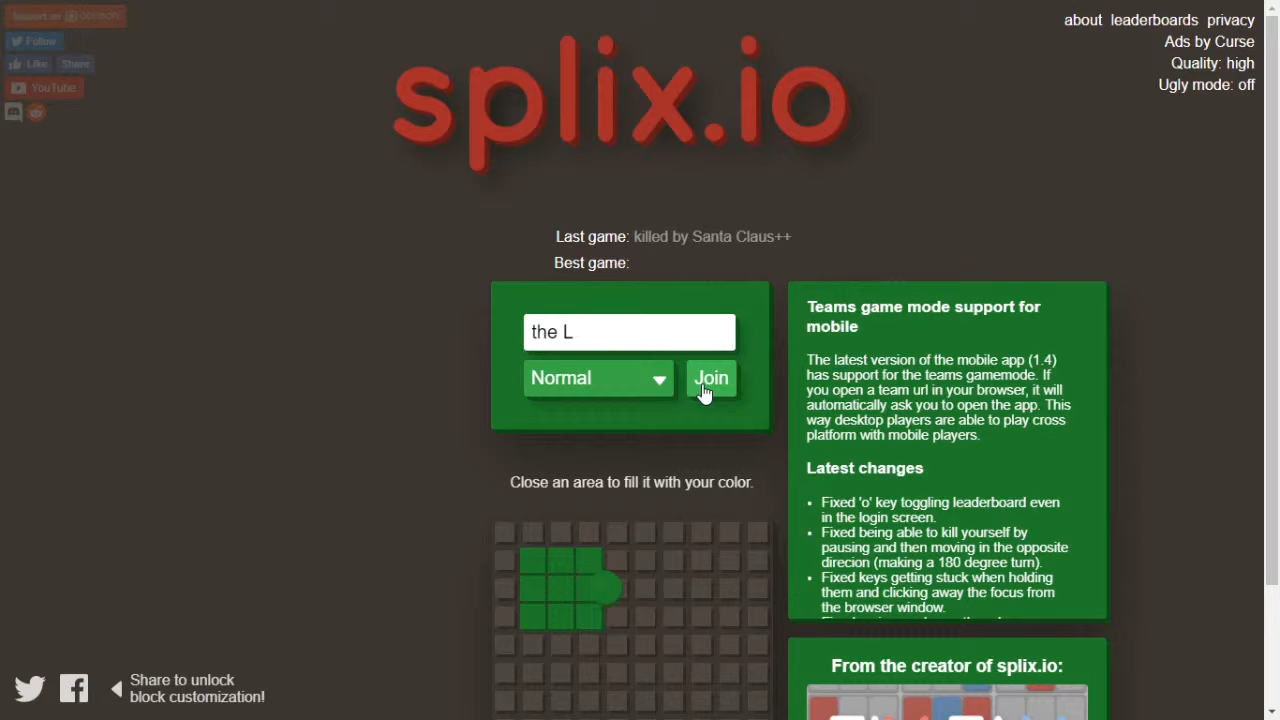 Follow
Like Share
YouTube
about leaderboards privacy
Ads by Curse
Quality: high
Ugly mode: off
splix.io
Last game: killed by Santa Claus++
Best game:
the L
Normal
Join
Close an area to fill it with your color.
Teams game mode support for
mobile
The latest version of the mobile app (1.4)
has support for the teams gamemode. If
you open a team url in your browser, it will
automatically ask you to open the app. This
way desktop players are able to play cross
platform with mobile players.
Latest changes
Fixed 'o' key toggling leaderboard even
in the login screen.
Fixed being able to kill yourself by
pausing and then moving in the opposite
direcion (making a 180 degree turn).
Fixed keys getting stuck when holding
them and clicking away the focus from
the browser window.
From the creator of splix.io:
Share to unlock
block customization!